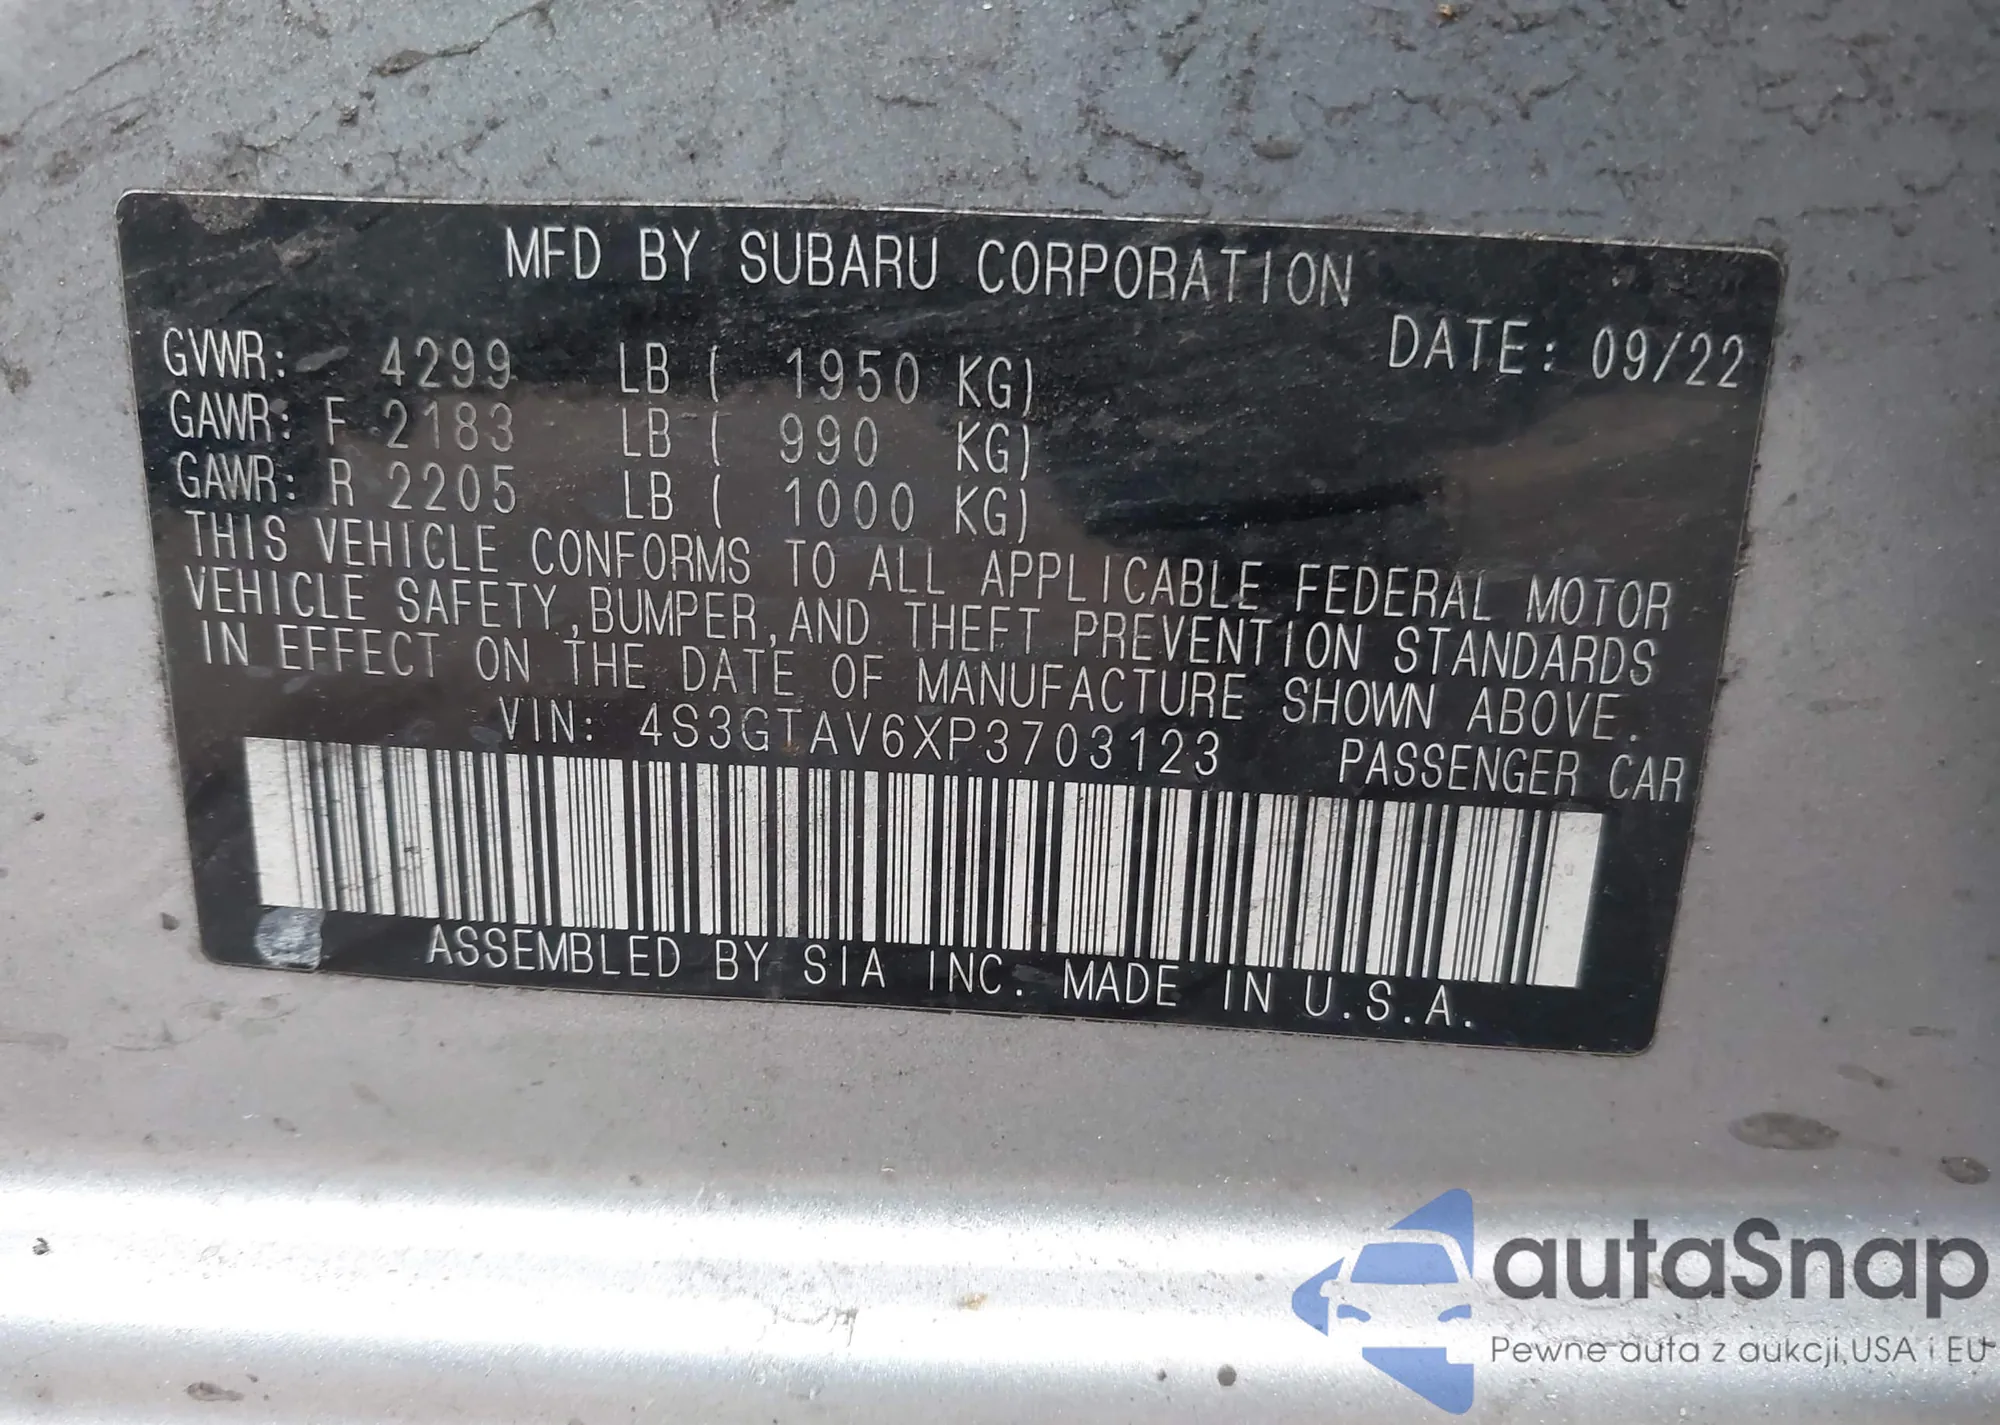 MFD BY SUBARU CORPORATION
DATE: 09/22
GVWR: 4299 LB ( 1950 KG)
GAWR: F 2183 LB ( 990 KG)
GAWR: R 2205 LB ( 1000 KG)
THIS VEHICLE CONFORMS TO ALL APPLICABLE FEDERAL MOTOR
VEHICLE SAFETY,BUMPER,AND THEFT PREVENTION STANDARDS
IN EFFECT ON THE DATE OF MANUFACTURE SHOWN ABOVE.
VIN: 4S3GTAV6XP3703123 PASSENGER CAR
ASSEMBLED BY SIA INC. MADE IN U.S.A.
autaSnap
Pewne auta z aukcji USA i EU